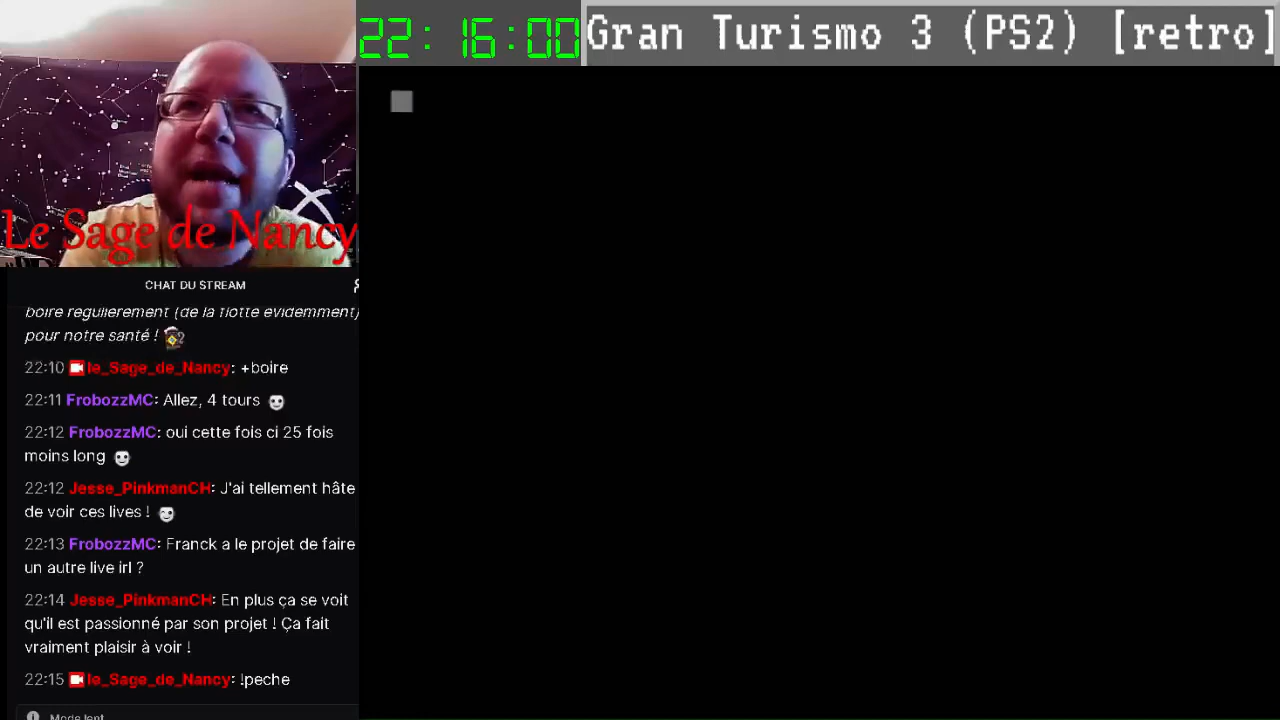 22:16:00
Gran Turismo 3 (PS2) [retro]
Le Sage de Nancy
CHAT DU STREAM
boire regulierement (de la flotte evidemment)
pour notre santé !
22:10 le_Sage_de_Nancy: +boire
22:11 FrobozzMC: Allez, 4 tours
22:12 FrobozzMC: oui cette fois ci 25 fois
moins long
22:12 Jesse_PinkmanCH: J'ai tellement hâte
de voir ces lives !
22:13 FrobozzMC: Franck a le projet de faire
un autre live irl ?
22:14 Jesse_PinkmanCH: En plus ça se voit
qu'il est passionné par son projet ! Ça fait
vraiment plaisir à voir !
22:15 le_Sage_de_Nancy: !peche
Mode lent